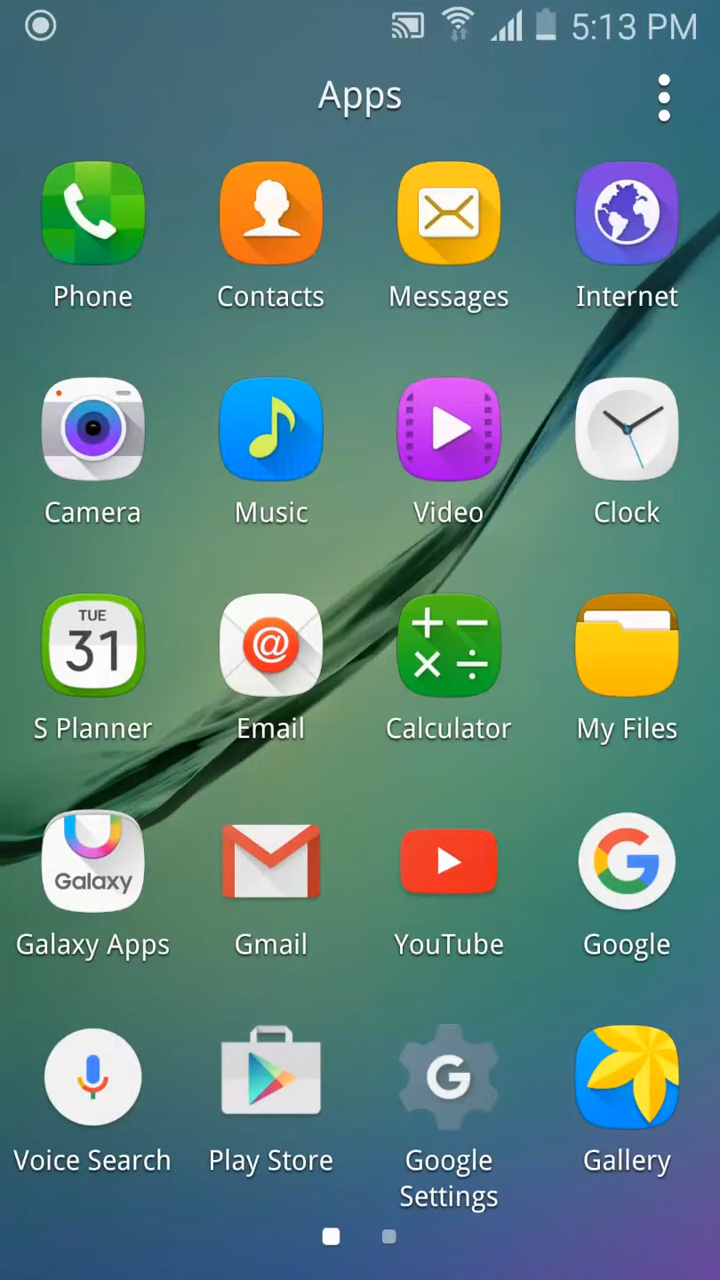 5:13 PM
Apps
Phone
Contacts
Messages
Internet
Camera
Music
Video
Clock
TUE
31
S Planner
@
Email
+ − × ÷
Calculator
My Files
Galaxy
Galaxy Apps
Gmail
YouTube
G
Google
Voice Search
Play Store
G
Google
Settings
Gallery